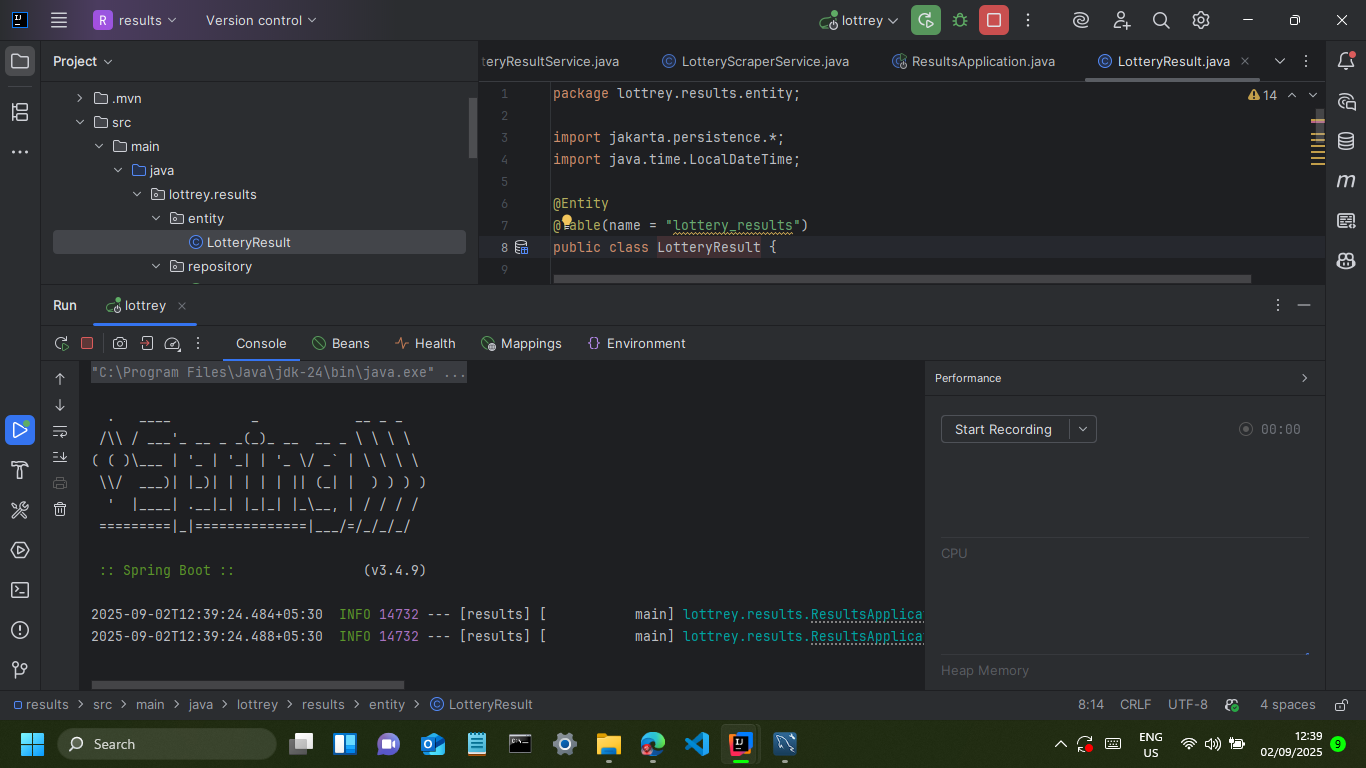 R results Version control lottrey
Project
teryResultService.java LotteryScraperService.java ResultsApplication.java LotteryResult.java
.mvn
src
main
java
lottrey.results
entity
LotteryResult
repository
1 package lottrey.results.entity;
14
2
3 import jakarta.persistence.*;
4 import java.time.LocalDateTime;
5
6 @Entity
7 @Table(name = "lottery_results")
8 public class LotteryResult {
9
Run lottrey
Console Beans Health Mappings Environment
"C:\Program Files\Java\jdk-24\bin\java.exe" ...
  .   ____          _            __ _ _
 /\\ / ___'_ __ _ _(_)_ __  __ _ \ \ \ \
( ( )\___ | '_ | '_| | '_ \/ _` | \ \ \ \
 \\/  ___)| |_)| | | | | || (_| |  ) ) ) )
  '  |____| .__|_| |_|_| |_\__, | / / / /
 =========|_|==============|___/=/_/_/_/
 :: Spring Boot ::                (v3.4.9)
2025-09-02T12:39:24.484+05:30 INFO 14732 --- [results] [ main] lottrey.results.ResultsApplica
2025-09-02T12:39:24.488+05:30 INFO 14732 --- [results] [ main] lottrey.results.ResultsApplica
Performance
Start Recording 00:00
CPU
Heap Memory
results > src > main > java > lottrey > results > entity > LotteryResult
8:14 CRLF UTF-8 4 spaces
Search
ENG
US
12:39
02/09/2025
9